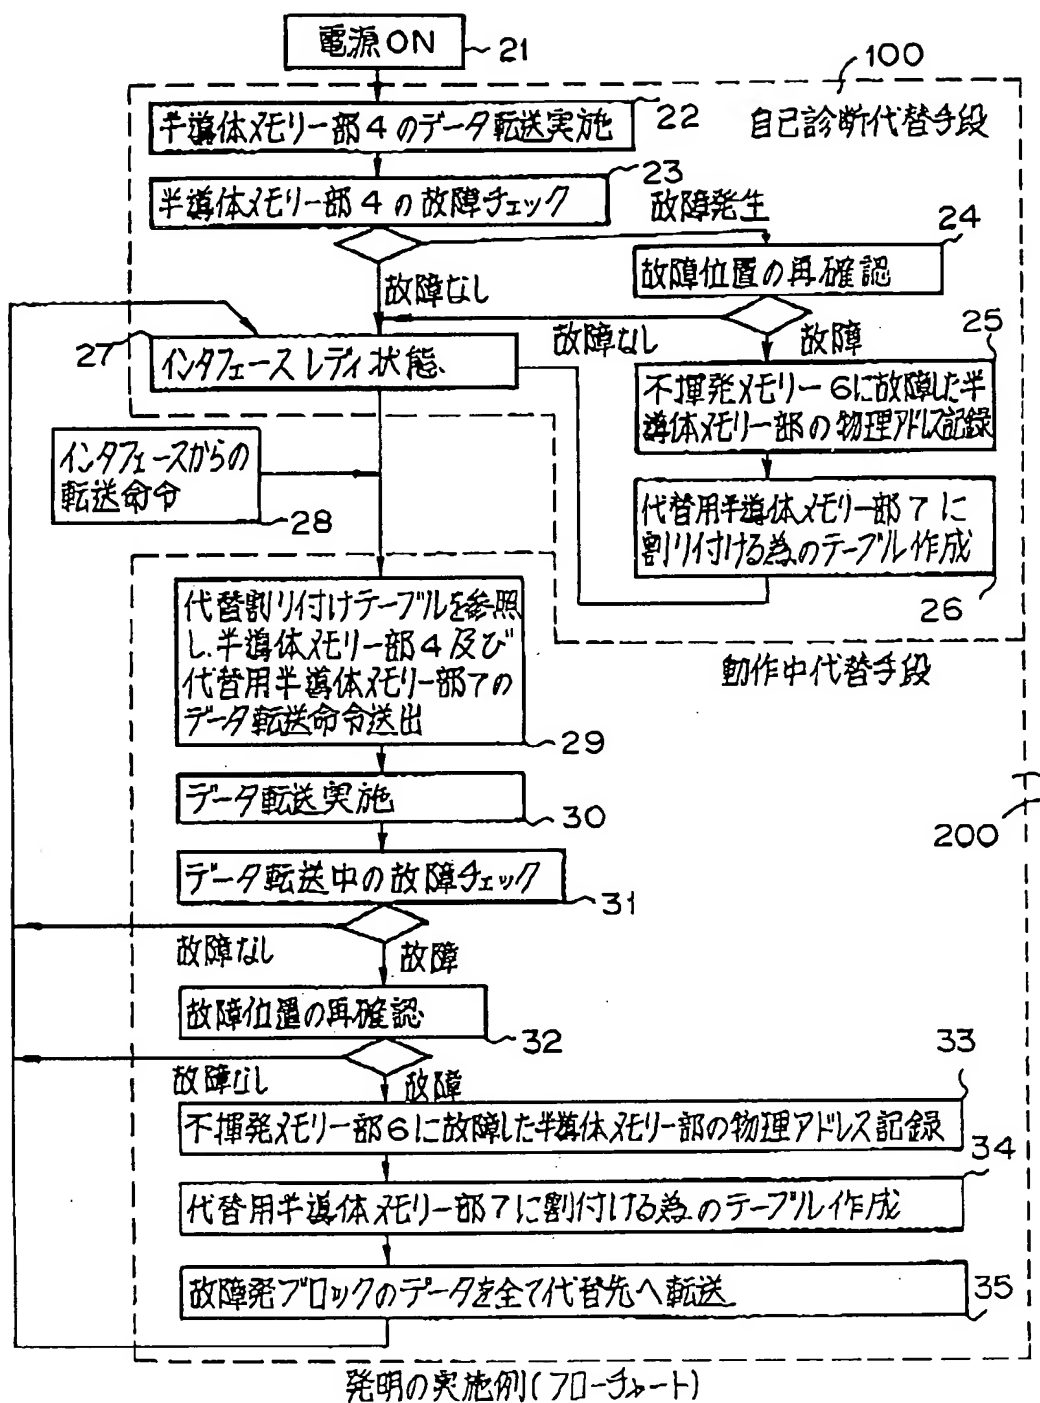 電源ON
21
100
半導体メモリー部4のデータ転送実施
22
自己診断代替手段
半導体メモリー部4の故障チェック
23
故障発生
24
故障位置の再確認
故障なし
故障なし
故障
25
27
インタフェースレディ状態
不揮発メモリー6に故障した半
導体メモリー部の物理アドレス記録
インタフェースからの
転送命令
28
代替用半導体メモリー部7に
割り付ける為のテーブル作成
26
代替割り付けテーブルを参照
し、半導体メモリー部4及び
代替用半導体メモリー部7の
データ転送命令送出
29
動作中代替手段
データ転送実施
30
200
データ転送中の故障チェック
31
故障なし
故障
故障位置の再確認
32
故障なし
故障
33
不揮発メモリー部6に故障した半導体メモリー部の物理アドレス記録
34
代替用半導体メモリー部7に割付ける為のテーブル作成
故障発ブロックのデータを全て代替先へ転送
35
発明の実施例(フローチャート)